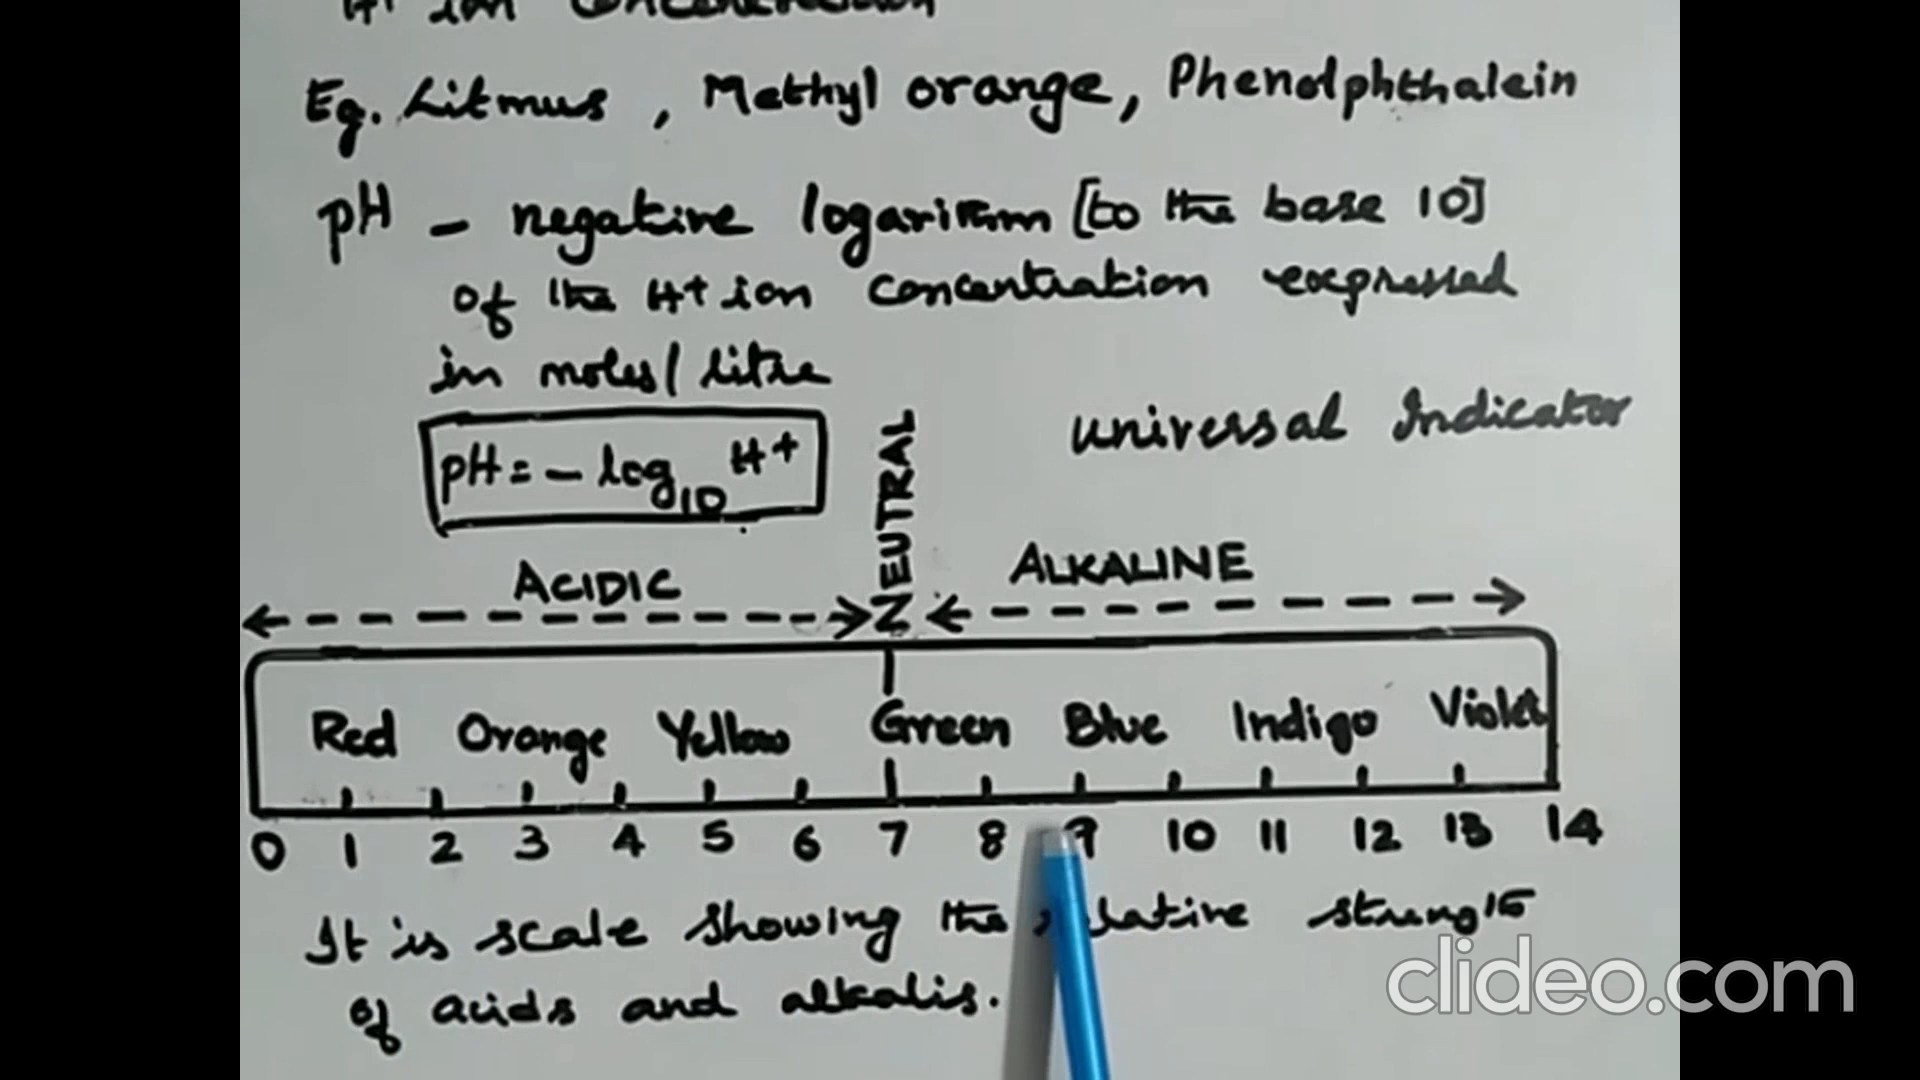 H+ ion concentration
Eg. Litmus, Methyl orange, Phenolphthalein
pH - negative logarithm [to the base 10]
of the H+ ion concentration expressed
in moles/litre
universal Indicator
pH = - log10 H+
NEUTRAL
ACIDIC
ALKALINE
Red Orange Yellow Green Blue Indigo Violet
0 1 2 3 4 5 6 7 8 9 10 11 12 13 14
It is scale showing the relative strength
of acids and alkalis.
clideo.com